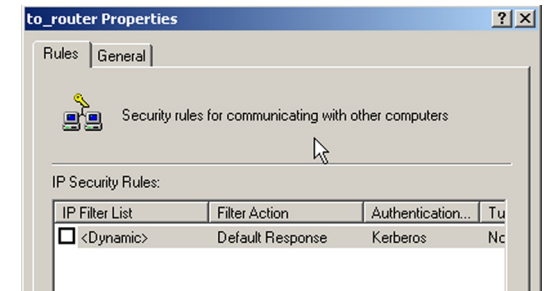 to_router Properties
Rules General
Security rules for communicating with other computers
IP Security Rules:
IP Filter List Filter Action Authentication... Tu
<Dynamic> Default Response Kerberos Nc